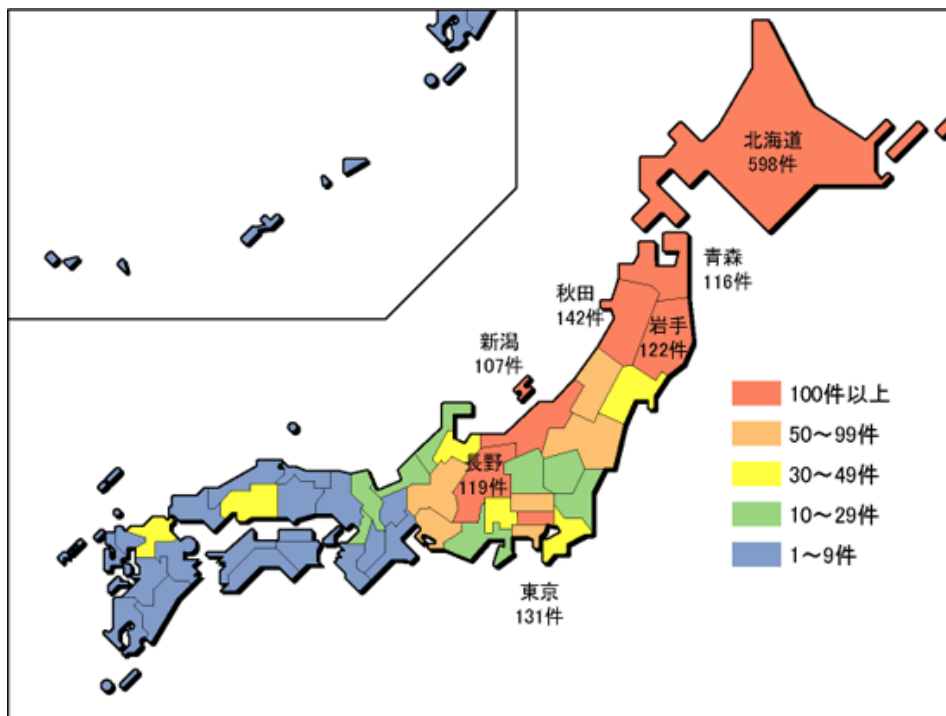 北海道
598件
青森
116件
秋田
142件
岩手
122件
新潟
107件
長野
119件
東京
131件
100件以上
50～99件
30～49件
10～29件
1～9件